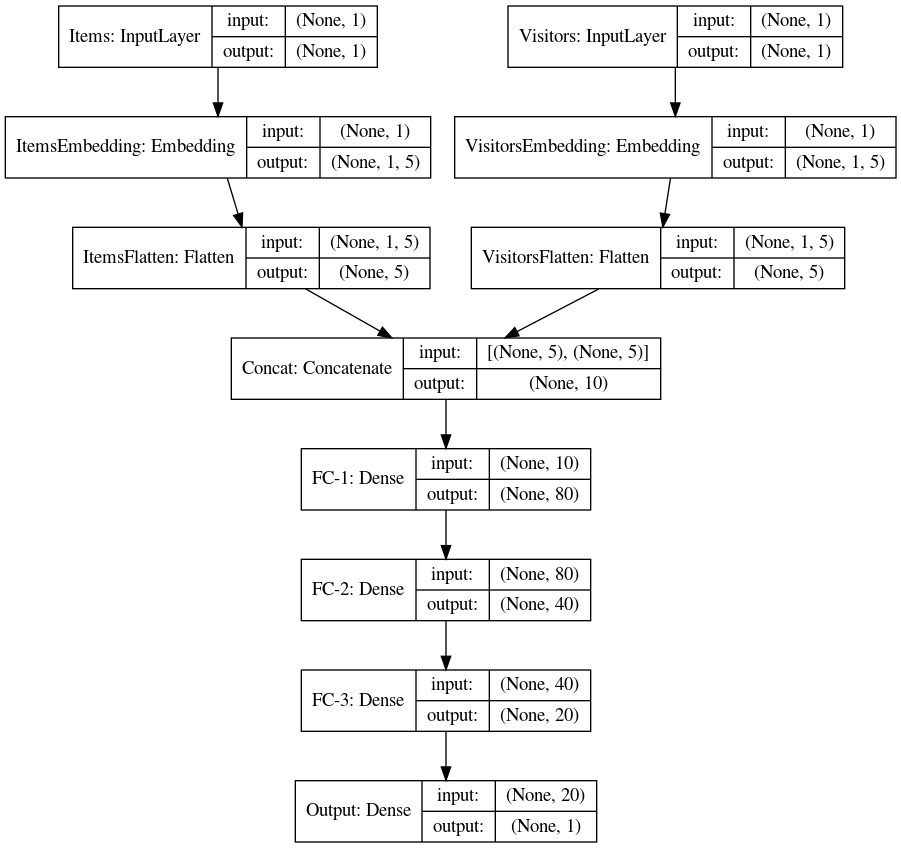 Items: InputLayer
input: (None, 1)
output: (None, 1)
Visitors: InputLayer
input: (None, 1)
output: (None, 1)
ItemsEmbedding: Embedding
input: (None, 1)
output: (None, 1, 5)
VisitorsEmbedding: Embedding
input: (None, 1)
output: (None, 1, 5)
ItemsFlatten: Flatten
input: (None, 1, 5)
output: (None, 5)
VisitorsFlatten: Flatten
input: (None, 1, 5)
output: (None, 5)
Concat: Concatenate
input: [(None, 5), (None, 5)]
output: (None, 10)
FC-1: Dense
input: (None, 10)
output: (None, 80)
FC-2: Dense
input: (None, 80)
output: (None, 40)
FC-3: Dense
input: (None, 40)
output: (None, 20)
Output: Dense
input: (None, 20)
output: (None, 1)